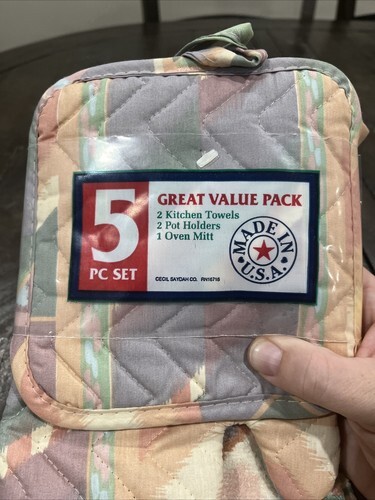 5
PC SET
GREAT VALUE PACK
2 Kitchen Towels
2 Pot Holders
1 Oven Mitt
MADE IN
U.S.A.
CECIL SAYDAH CO. RN15718